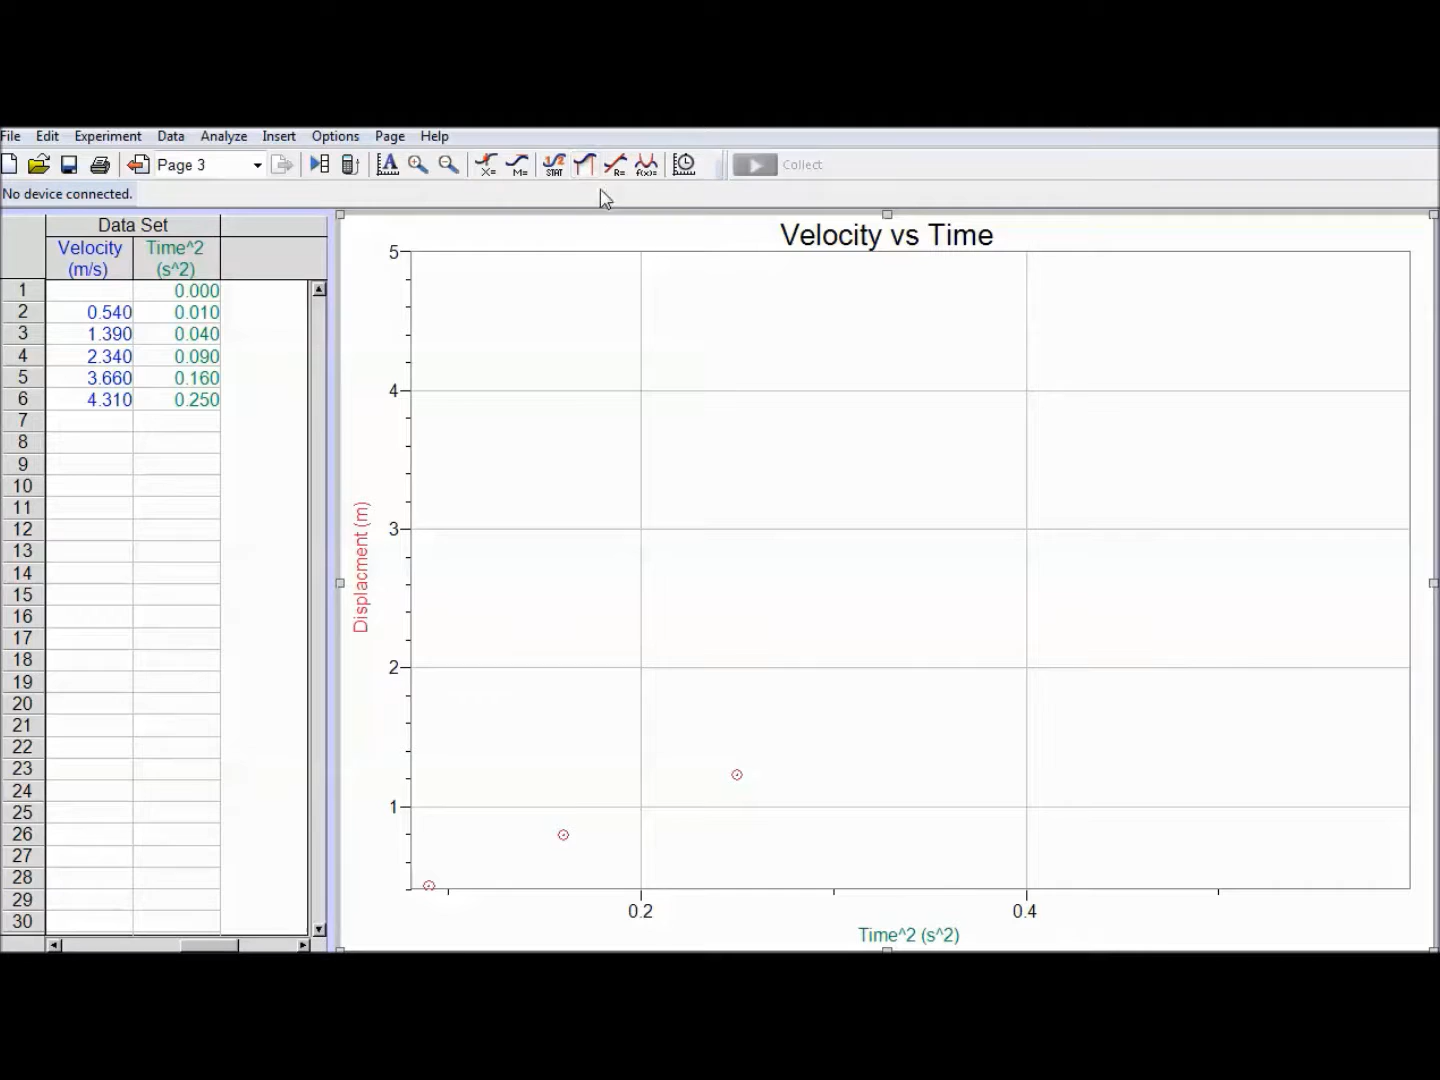 File Edit Experiment Data Analyze Insert Options Page Help
Page 3
X= M= STAT R= f(x)= Collect
No device connected.
Data Set
Velocity (m/s) Time^2 (s^2)
1 0.000
2 0.540 0.010
3 1.390 0.040
4 2.340 0.090
5 3.660 0.160
6 4.310 0.250
7
8
9
10
11
12
13
14
15
16
17
18
19
20
21
22
23
24
25
26
27
28
29
30
Velocity vs Time
5
4
3
2
1
Displacment (m)
0.2 0.4
Time^2 (s^2)